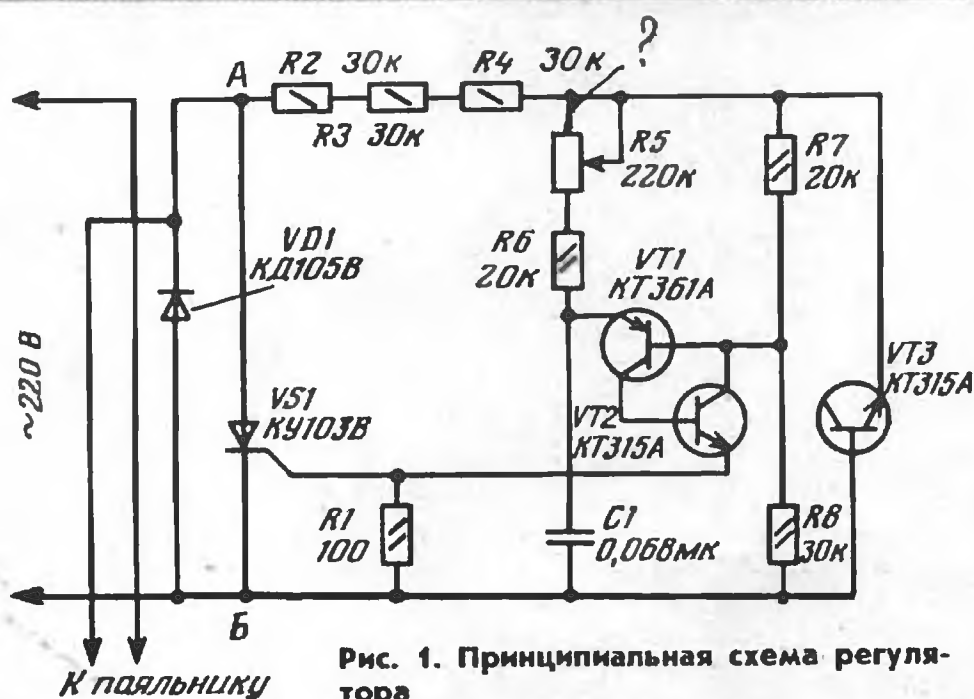 ?
А
R2 30к
R4 30к
R3 30к
R5
220к
R7
20к
VD1
КД105В
R6
20к
VT1
КТ361А
~220 В
VS1
КУ103В
VT2
КТ315А
VT3
КТ315А
R1
100
C1
0,068мк
R8
30к
Б
К паяльнику
Рис. 1. Принципиальная схема регуля-
тора